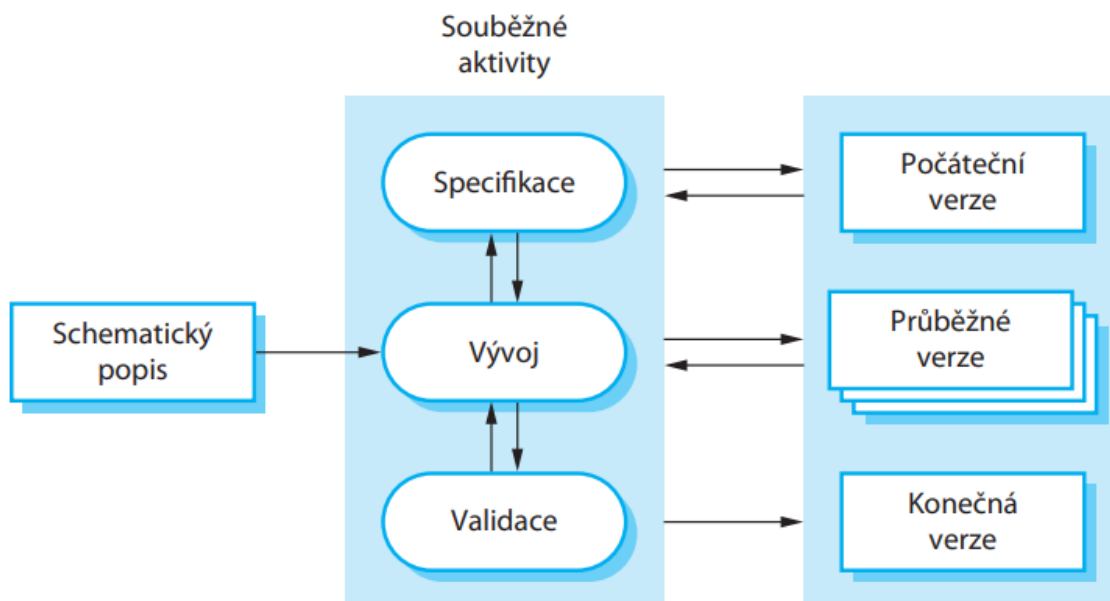 Souběžné
aktivity
Specifikace
Počáteční
verze
Schematický
popis
Vývoj
Průběžné
verze
Validace
Konečná
verze